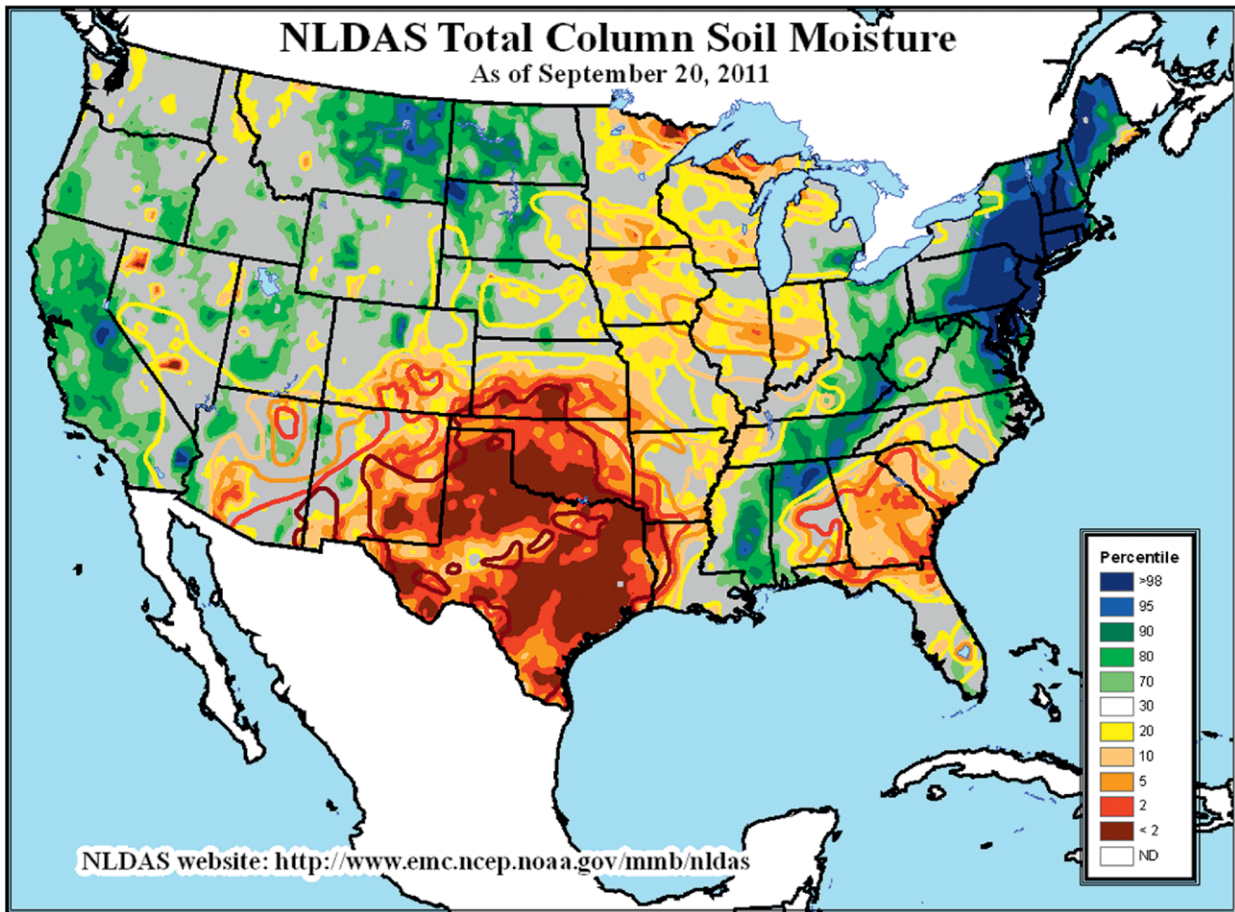 NLDAS Total Column Soil Moisture
As of September 20, 2011
Percentile
>98
95
90
80
70
30
20
10
5
2
< 2
ND
NLDAS website: http://www.emc.ncep.noaa.gov/mmb/nldas